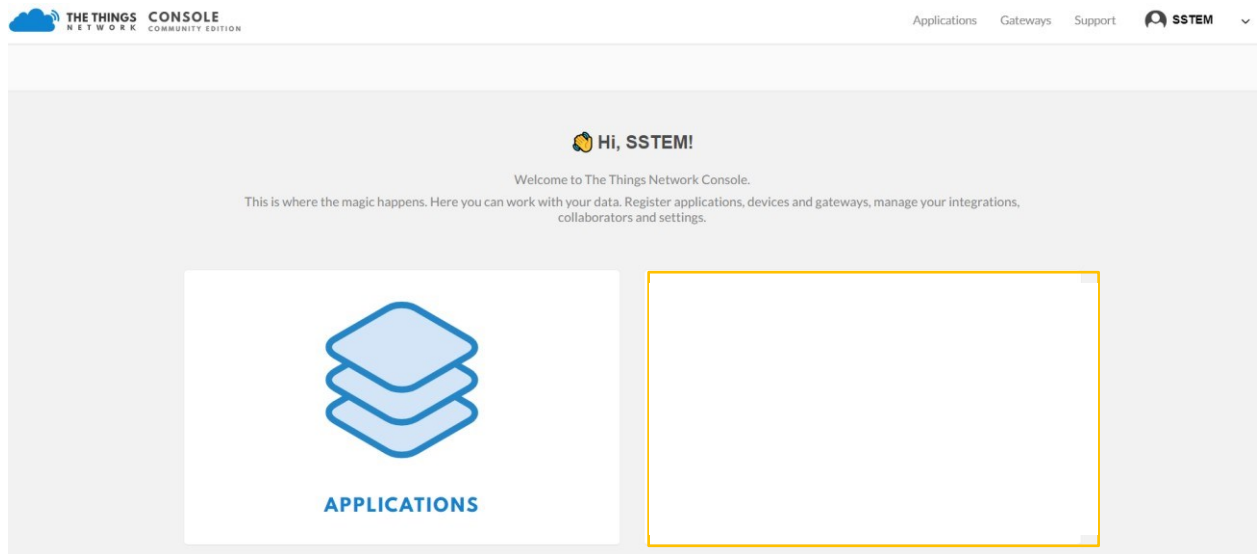 THE THINGS CONSOLE
NETWORK COMMUNITY EDITION
Applications Gateways Support SSTEM
Hi, SSTEM!
Welcome to The Things Network Console.
This is where the magic happens. Here you can work with your data. Register applications, devices and gateways, manage your integrations,
collaborators and settings.
APPLICATIONS